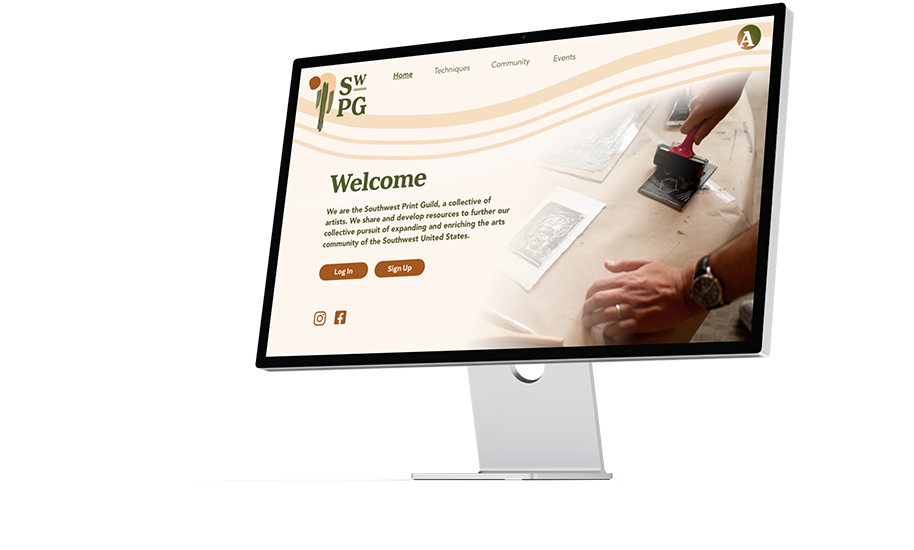 SW
PG
Home
Techniques
Community
Events
A
Welcome
We are the Southwest Print Guild, a collective of
artists. We share and develop resources to further our
collective pursuit of expanding and enriching the arts
community of the Southwest United States.
Log In
Sign Up